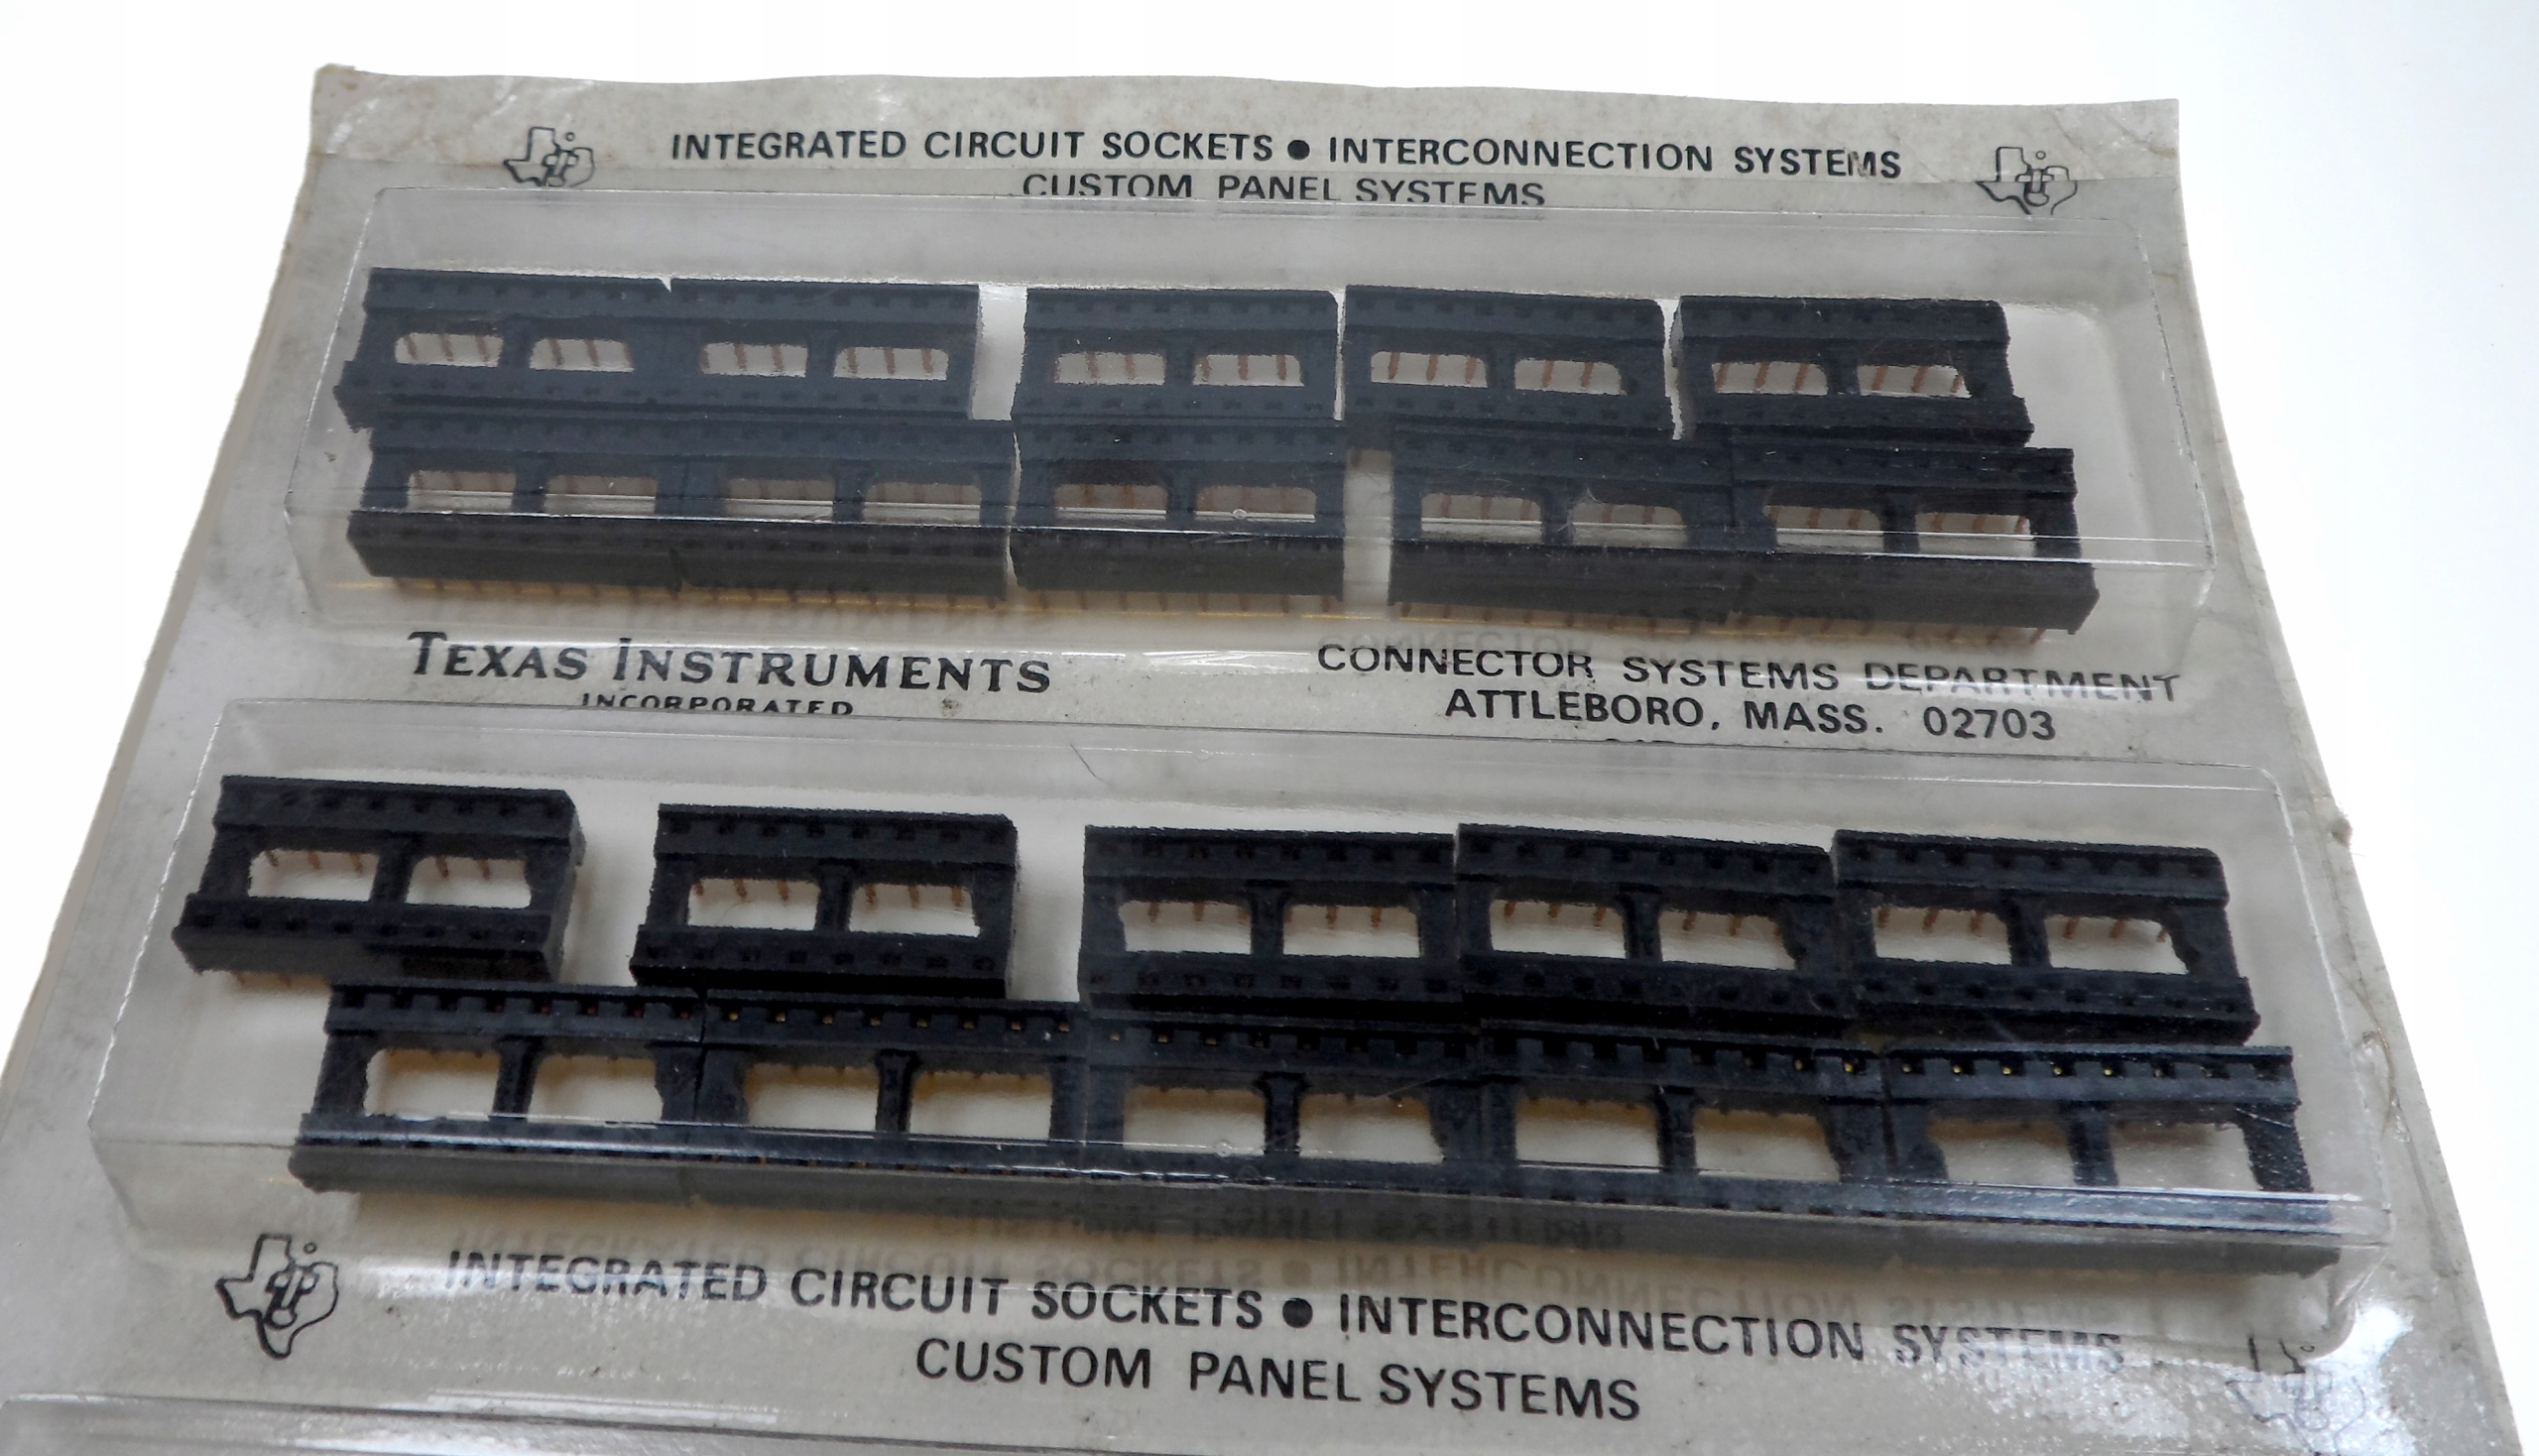 INTEGRATED CIRCUIT SOCKETS ● INTERCONNECTION SYSTEMS
CUSTOM PANEL SYSTEMS
TEXAS INSTRUMENTS
INCORPORATED
CONNECTOR SYSTEMS DEPARTMENT
ATTLEBORO, MASS. 02703
INTEGRATED CIRCUIT SOCKETS ● INTERCONNECTION SYSTEMS
CUSTOM PANEL SYSTEMS